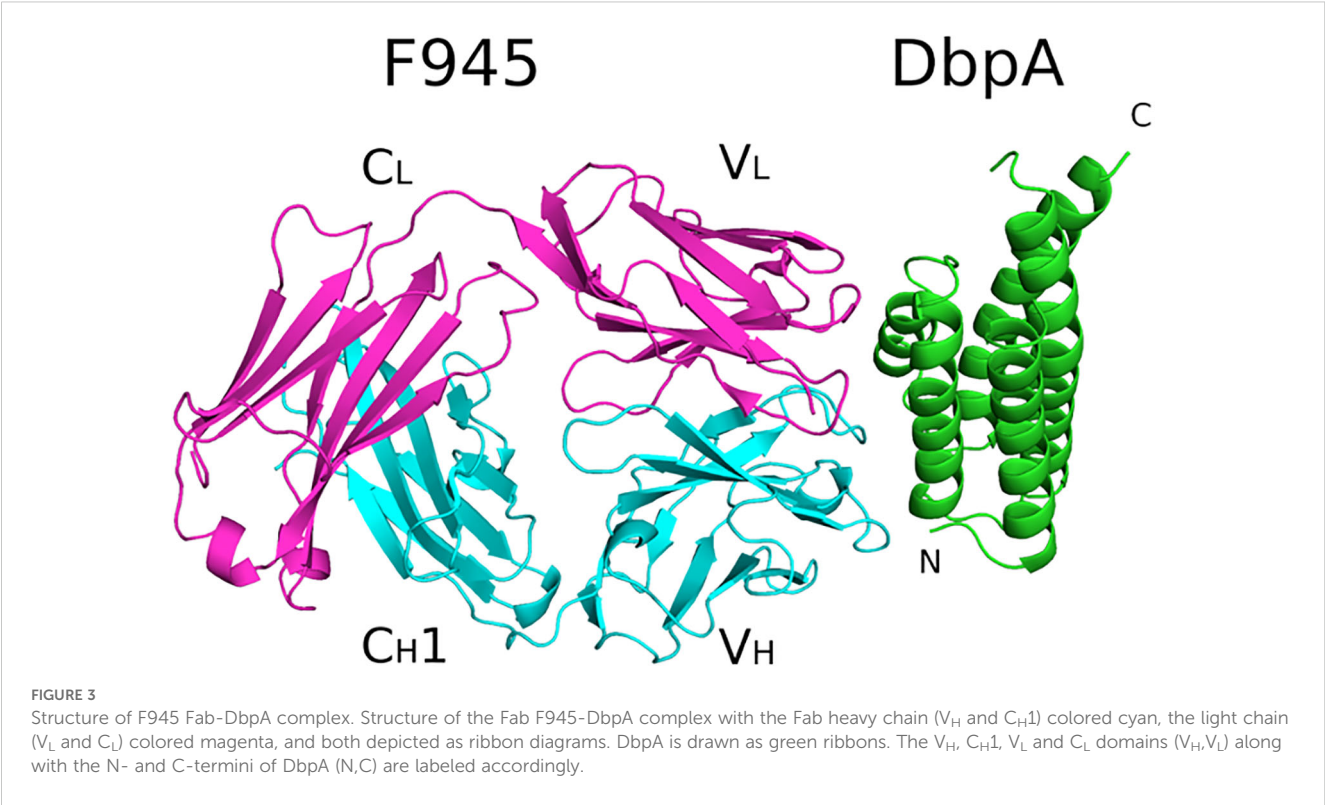 F945 DbpA
C
CL VL
N
CH1 VH
FIGURE 3
Structure of F945 Fab-DbpA complex. Structure of the Fab F945-DbpA complex with the Fab heavy chain (VH and CH1) colored cyan, the light chain
(VL and CL) colored magenta, and both depicted as ribbon diagrams. DbpA is drawn as green ribbons. The VH, CH1, VL and CL domains (VH,VL) along
with the N- and C-termini of DbpA (N,C) are labeled accordingly.